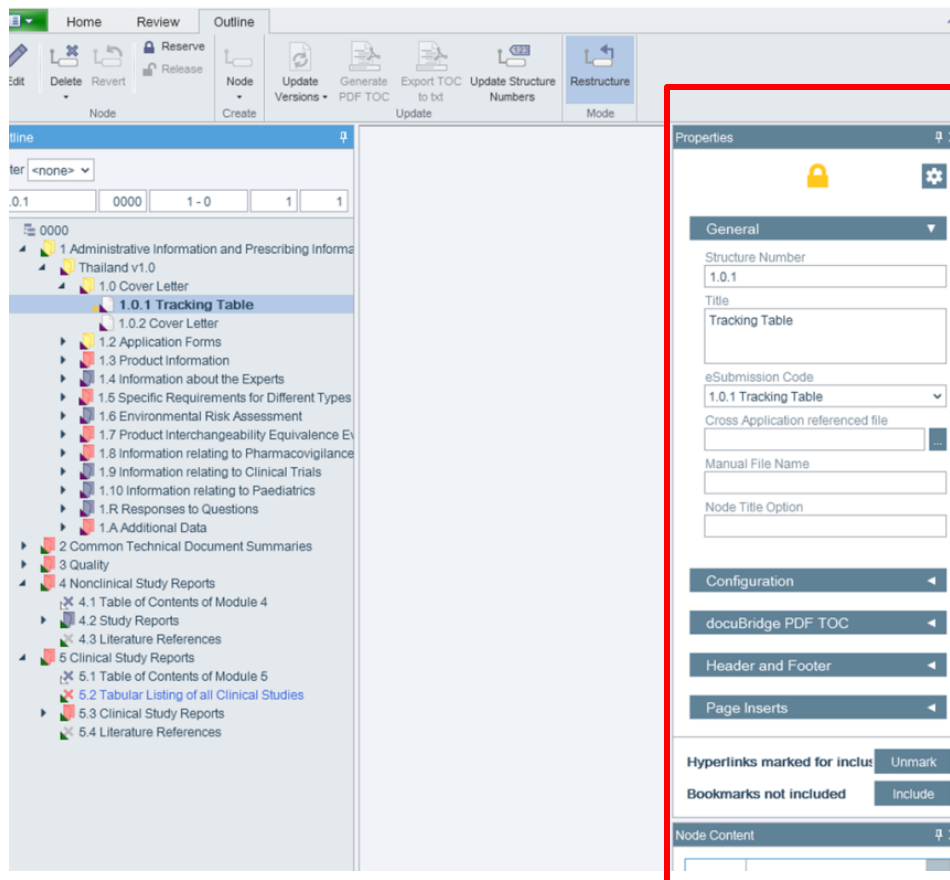 Home Review Outline
Edit Delete Revert Reserve Release Node Update Versions Generate PDF TOC Export TOC to txt Update Structure Numbers Restructure
Node Create Update Mode
Properties
<none>
0000 1 - 0 1 1
0000
1 Administrative Information and Prescribing Informa
Thailand v1.0
1.0 Cover Letter
1.0.1 Tracking Table
1.0.2 Cover Letter
1.2 Application Forms
1.3 Product Information
1.4 Information about the Experts
1.5 Specific Requirements for Different Types
1.6 Environmental Risk Assessment
1.7 Product Interchangeability Equivalence Ev
1.8 Information relating to Pharmacovigilance
1.9 Information relating to Clinical Trials
1.10 Information relating to Paediatrics
1.R Responses to Questions
1.A Additional Data
2 Common Technical Document Summaries
3 Quality
4 Nonclinical Study Reports
4.1 Table of Contents of Module 4
4.2 Study Reports
4.3 Literature References
5 Clinical Study Reports
5.1 Table of Contents of Module 5
5.2 Tabular Listing of all Clinical Studies
5.3 Clinical Study Reports
5.4 Literature References
General
Structure Number
1.0.1
Title
Tracking Table
eSubmission Code
1.0.1 Tracking Table
Cross Application referenced file
...
Manual File Name
Node Title Option
Configuration
docuBridge PDF TOC
Header and Footer
Page Inserts
Hyperlinks marked for inclus Unmark
Bookmarks not included Include
Node Content